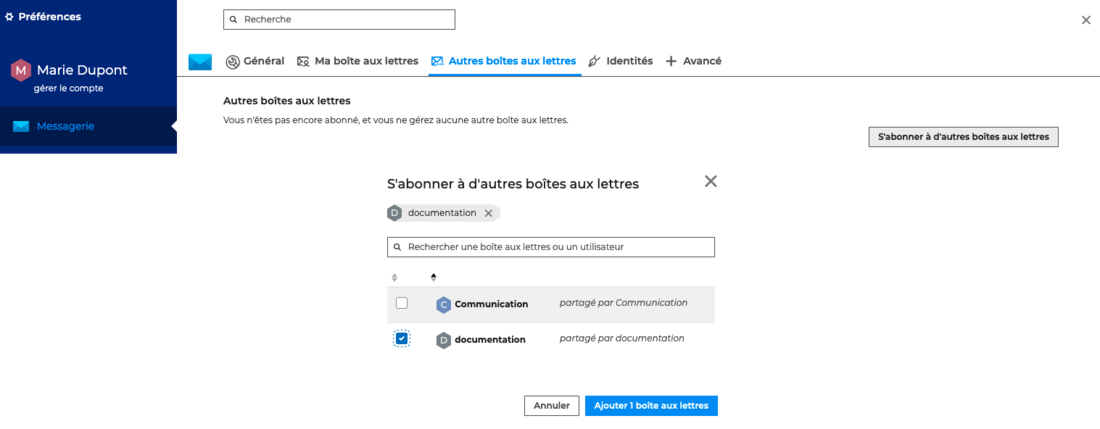 Préférences
Recherche
M Marie Dupont
gérer le compte
Messagerie
Général Ma boîte aux lettres Autres boîtes aux lettres Identités Avancé
Autres boîtes aux lettres
Vous n'êtes pas encore abonné, et vous ne gérez aucune autre boîte aux lettres.
S'abonner à d'autres boîtes aux lettres
S'abonner à d'autres boîtes aux lettres
D documentation
Rechercher une boîte aux lettres ou un utilisateur
C Communication partagé par Communication
D documentation partagé par documentation
Annuler Ajouter 1 boîte aux lettres